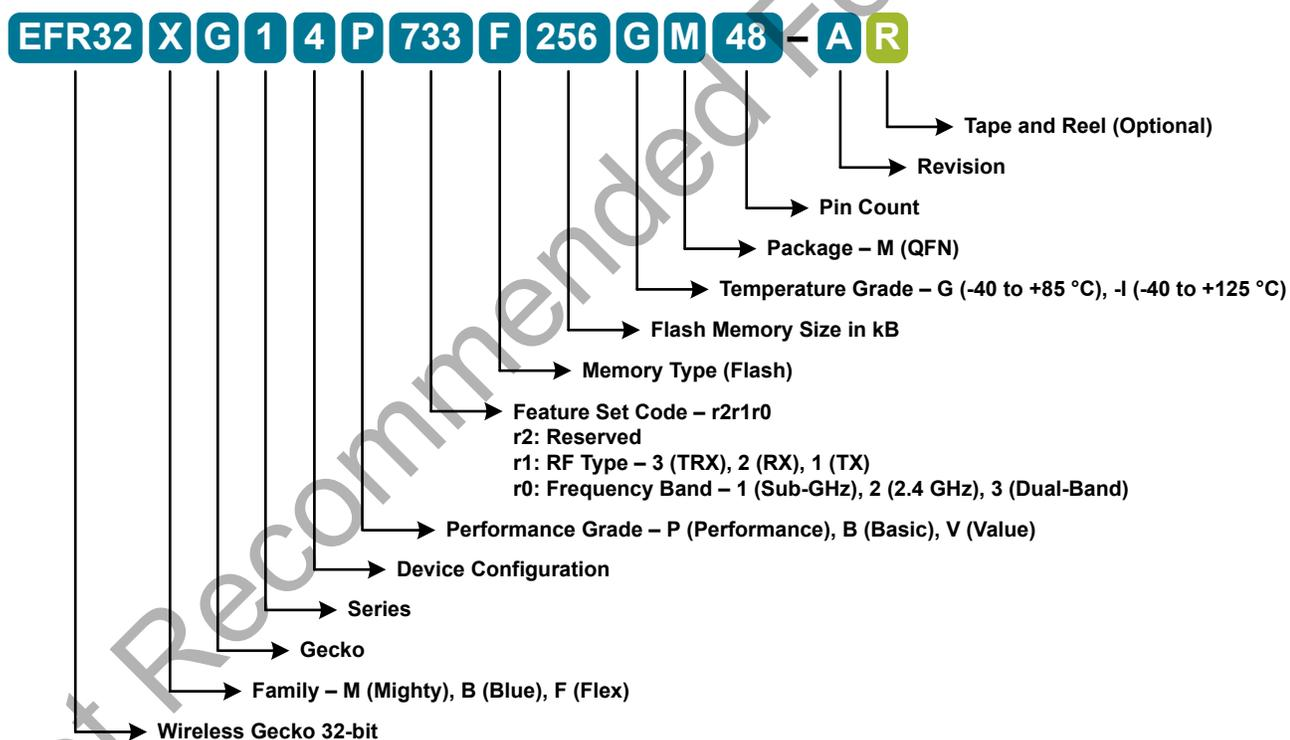 EFR32 X G 1 4 P 733 F 256 G M 48 – A R
Tape and Reel (Optional)
Revision
Pin Count
Package – M (QFN)
Temperature Grade – G (-40 to +85 °C), -I (-40 to +125 °C)
Flash Memory Size in kB
Memory Type (Flash)
Feature Set Code – r2r1r0
r2: Reserved
r1: RF Type – 3 (TRX), 2 (RX), 1 (TX)
r0: Frequency Band – 1 (Sub-GHz), 2 (2.4 GHz), 3 (Dual-Band)
Performance Grade – P (Performance), B (Basic), V (Value)
Device Configuration
Series
Gecko
Family – M (Mighty), B (Blue), F (Flex)
Wireless Gecko 32-bit
Recommended